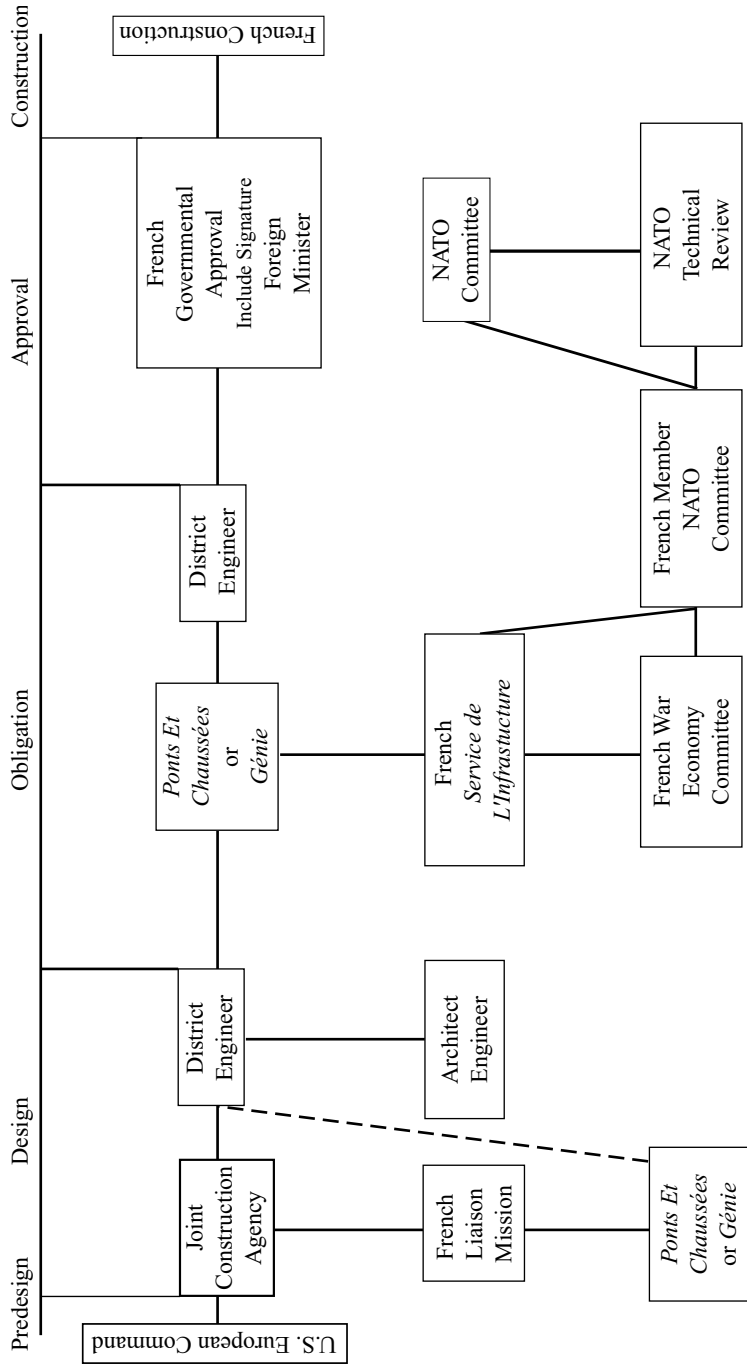 Predesign
Design
Obligation
Approval
Construction
U.S. European Command
Joint
Construction
Agency
District
Engineer
Ponts Et
Chaussées
or
Génie
District
Engineer
French
Governmental
Approval
Include Signature
Foreign
Minister
French Construction
French
Liaison
Mission
Architect
Engineer
French
Service de
L'Infrastucture
NATO
Committee
Ponts Et
Chaussées
or Génie
French War
Economy
Committee
French Member
NATO
Committee
NATO
Technical
Review